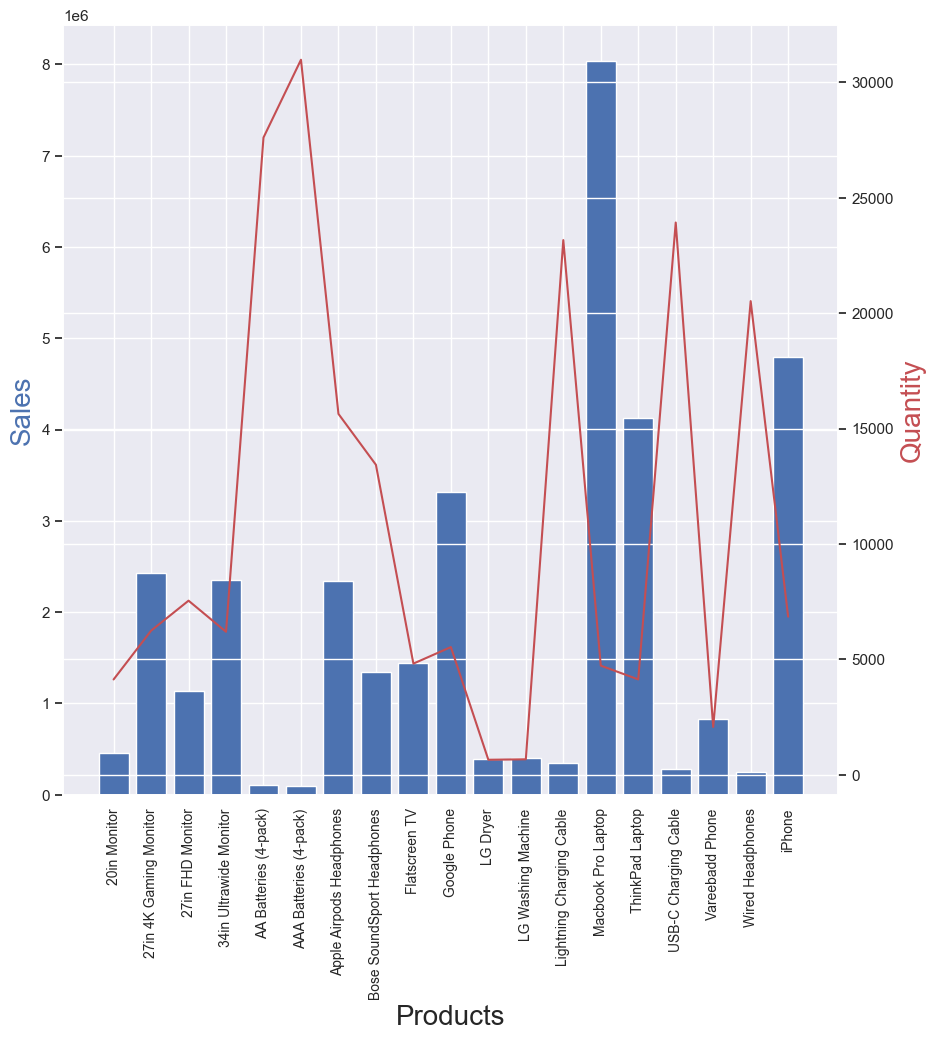 1e6
8
7
6
5
4
3
2
1
0
Sales
30000
25000
20000
15000
10000
5000
0
Quantity
20in Monitor
27in 4K Gaming Monitor
27in FHD Monitor
34in Ultrawide Monitor
AA Batteries (4-pack)
AAA Batteries (4-pack)
Apple Airpods Headphones
Bose SoundSport Headphones
Flatscreen TV
Google Phone
LG Dryer
LG Washing Machine
Lightning Charging Cable
Macbook Pro Laptop
ThinkPad Laptop
USB-C Charging Cable
Vareebadd Phone
Wired Headphones
iPhone
Products